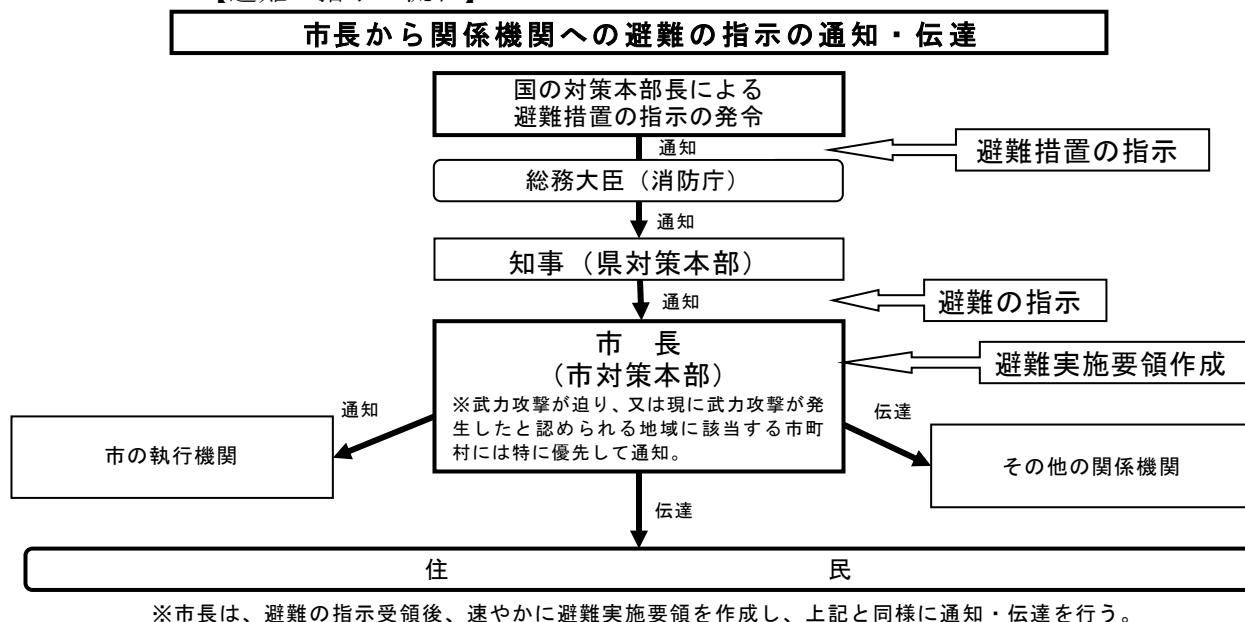 市長から関係機関への避難の指示の通知・伝達
国の対策本部長による
避難措置の指示の発令
通知
避難措置の指示
総務大臣（消防庁）
通知
知事（県対策本部）
通知
避難の指示
市　長
（市対策本部）
※武力攻撃が迫り、又は現に武力攻撃が発
生したと認められる地域に該当する市町
村には特に優先して通知。
避難実施要領作成
通知
伝達
市の執行機関
その他の関係機関
伝達
住　民
※市長は、避難の指示受領後、速やかに避難実施要領を作成し、上記と同様に通知・伝達を行う。